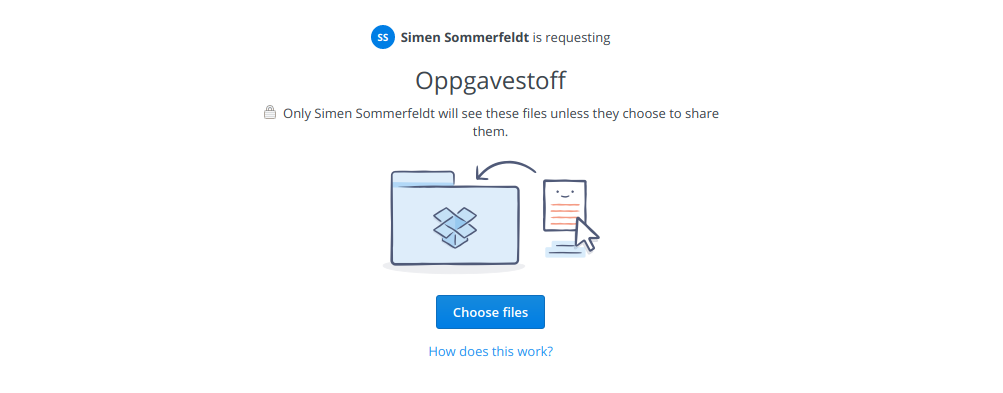 SS Simen Sommerfeldt is requesting
Oppgavestoff
Only Simen Sommerfeldt will see these files unless they choose to share
them.
Choose files
How does this work?